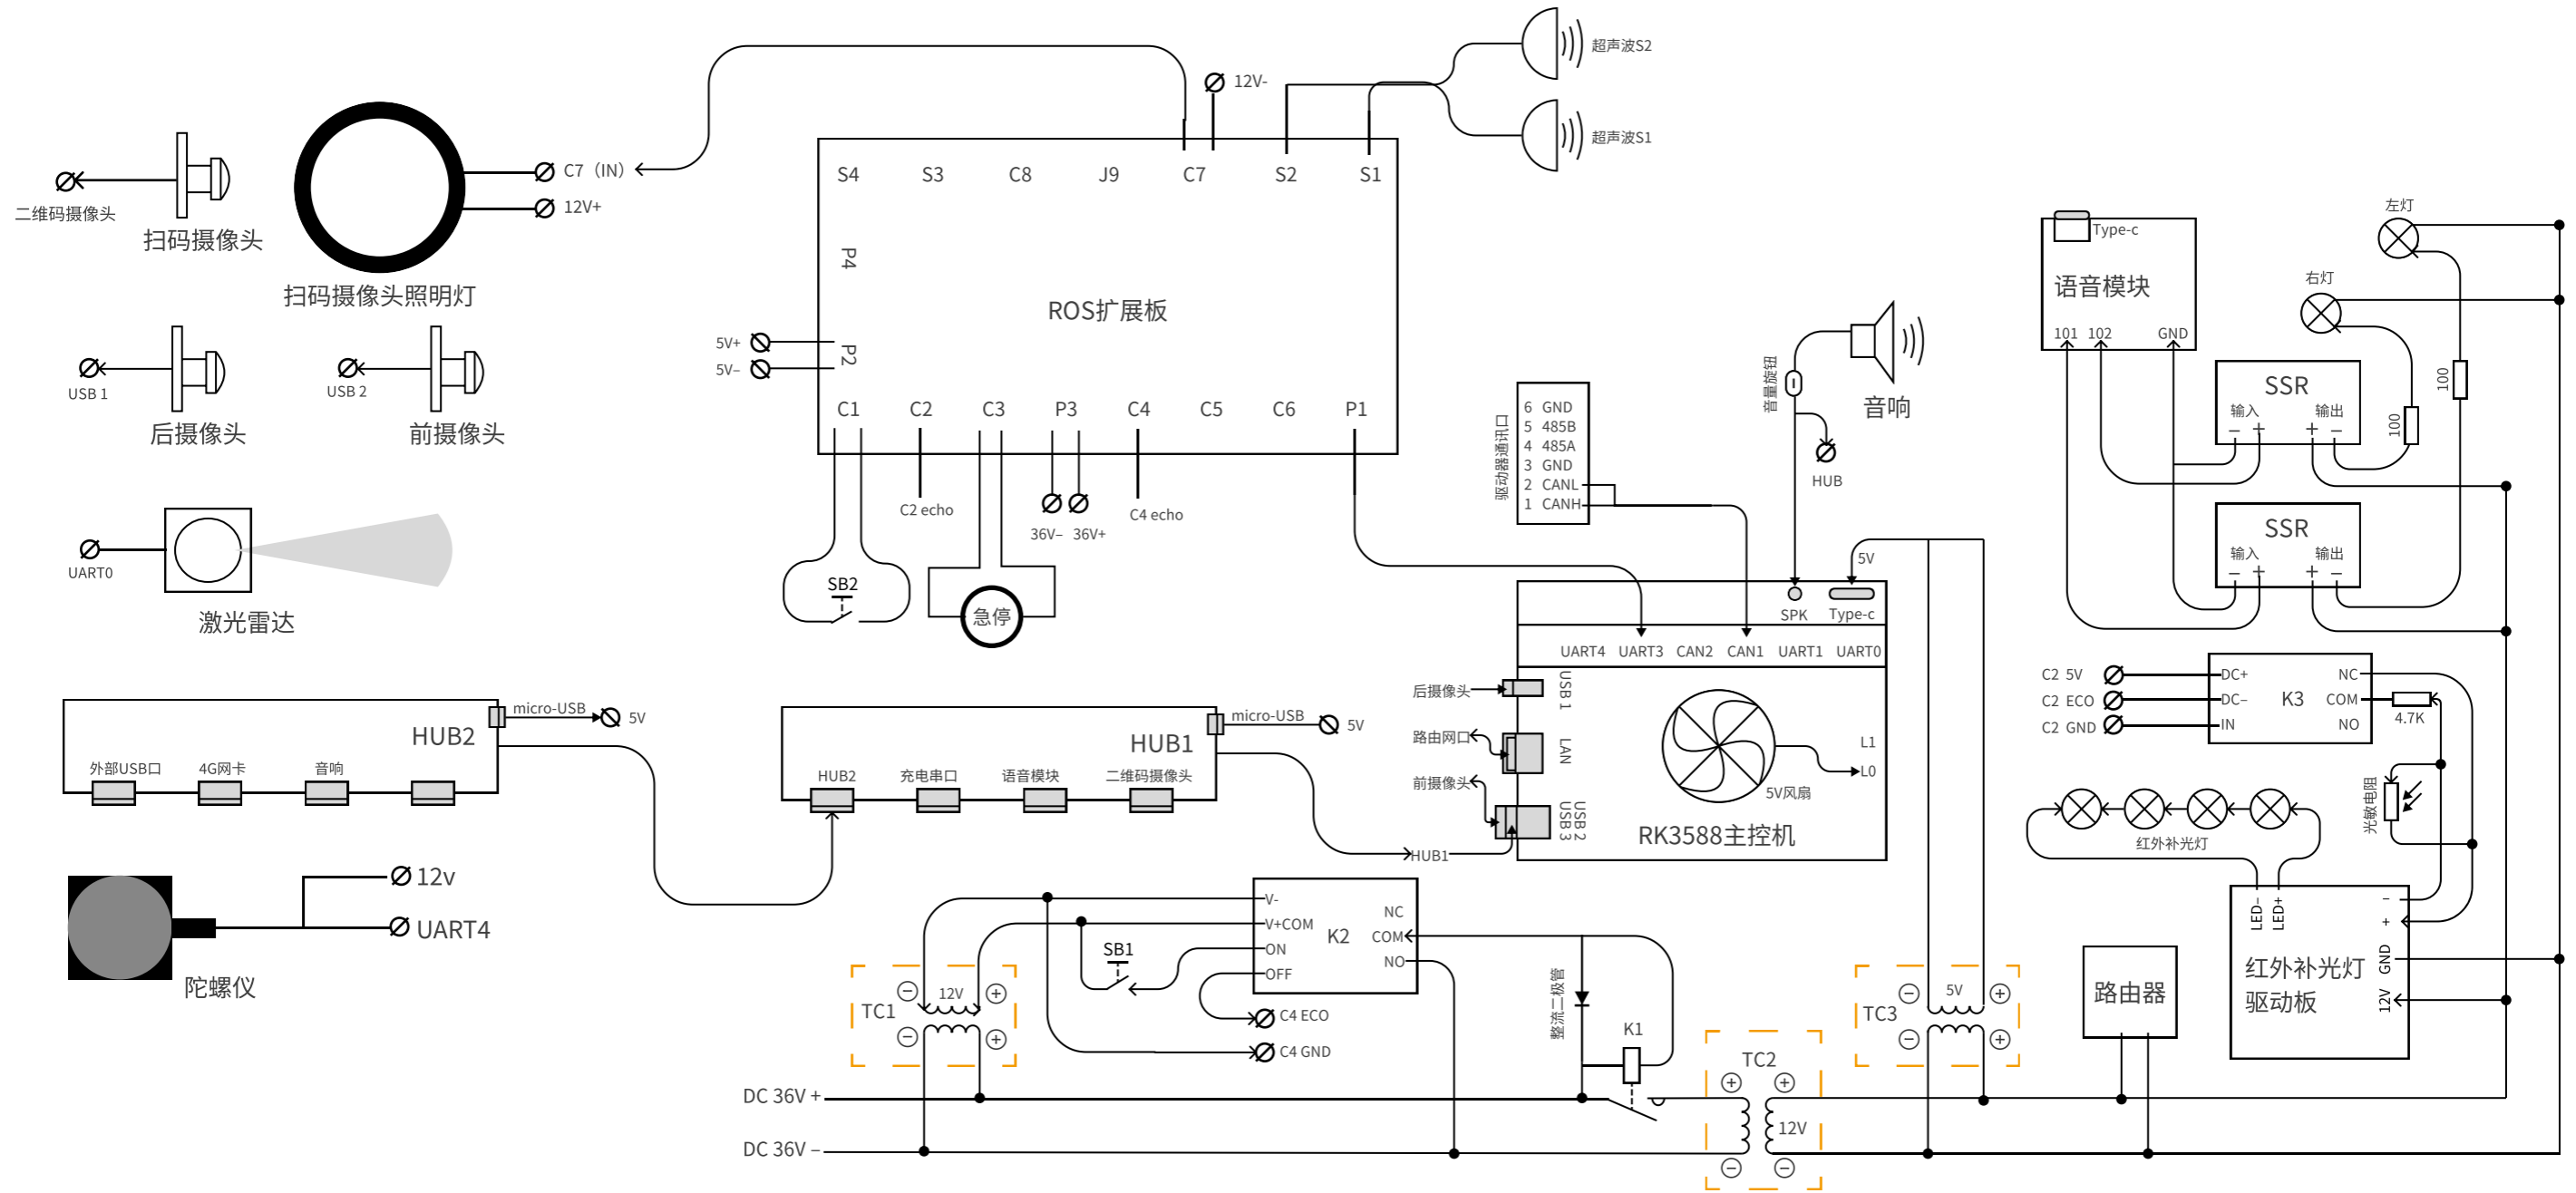 超声波S2
超声波S1
12V-
C7（IN）
12V+
二维码摄像头
扫码摄像头
扫码摄像头照明灯
S4
S3
C8
J9
C7
S2
S1
P4
P2
ROS扩展板
5V+
5V−
C1
C2
C3
P3
C4
C5
C6
P1
USB 1
USB 2
后摄像头
前摄像头
UART0
激光雷达
C2 echo
36V−
36V+
C4 echo
SB2
急停
驱动器通讯口
6 GND
5 485B
4 485A
3 GND
2 CANL
1 CANH
音量旋钮
音响
HUB
5V
SPK
Type-c
UART4
UART3
CAN2
CAN1
UART1
UART0
后摄像头
USB 1
路由网口
LAN
前摄像头
USB 2
USB 3
HUB1
L1
L0
5V风扇
RK3588主控机
Type-c
语音模块
101
102
GND
左灯
右灯
100
100
SSR
输入
输出
− +
+ −
SSR
输入
输出
− +
+ −
C2 5V
C2 ECO
C2 GND
DC+
DC−
IN
K3
NC
COM
NO
4.7K
光敏电阻
红外补光灯
LED−
LED+
−
+
GND
12V
红外补光灯
驱动板
路由器
micro-USB
5V
HUB2
外部USB口
4G网卡
音响
micro-USB
5V
HUB1
HUB2
充电串口
语音模块
二维码摄像头
12v
UART4
陀螺仪
V-
V+COM
ON
OFF
K2
NC
COM
NO
SB1
C4 ECO
C4 GND
TC1
− 12V +
− +
整流二极管
K1
TC2
+ +
12V
− −
TC3
− 5V +
− +
DC 36V +
DC 36V −